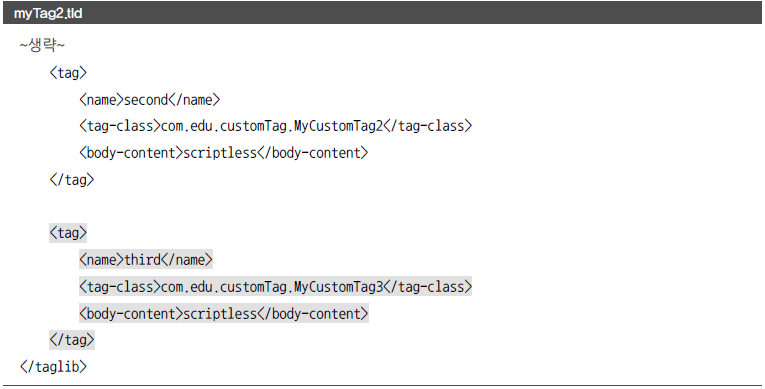 myTag2.tld
~생략~
<tag>
<name>second</name>
<tag-class>com.edu.customTag.MyCustomTag2</tag-class>
<body-content>scriptless</body-content>
</tag>
<tag>
<name>third</name>
<tag-class>com.edu.customTag.MyCustomTag3</tag-class>
<body-content>scriptless</body-content>
</tag>
</taglib>